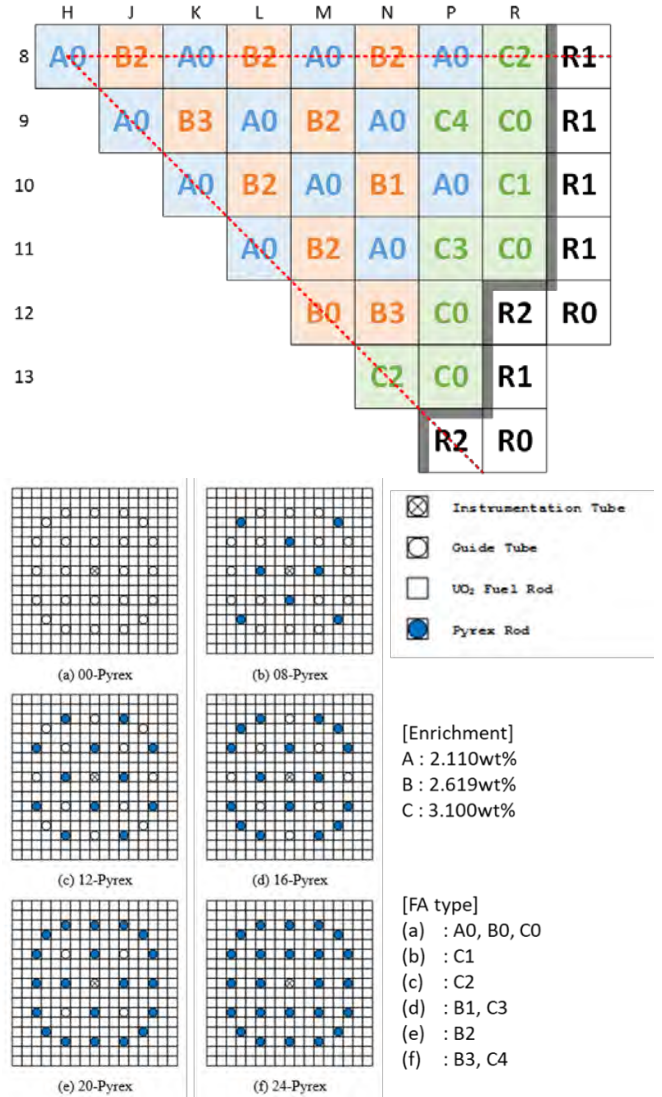 H J K L M N P R
8 A0 B2 A0 B2 A0 B2 A0 C2 R1
9 A0 B3 A0 B2 A0 C4 C0 R1
10 A0 B2 A0 B1 A0 C1 R1
11 A0 B2 A0 C3 C0 R1
12 B0 B3 C0 R2 R0
13 C2 C0 R1
R2 R0
Instrumentation Tube
Guide Tube
UO₂ Fuel Rod
Pyrex Rod
(a) 00-Pyrex
(b) 08-Pyrex
(c) 12-Pyrex
(d) 16-Pyrex
(e) 20-Pyrex
(f) 24-Pyrex
[Enrichment]
A : 2.110wt%
B : 2.619wt%
C : 3.100wt%
[FA type]
(a) : A0, B0, C0
(b) : C1
(c) : C2
(d) : B1, C3
(e) : B2
(f) : B3, C4